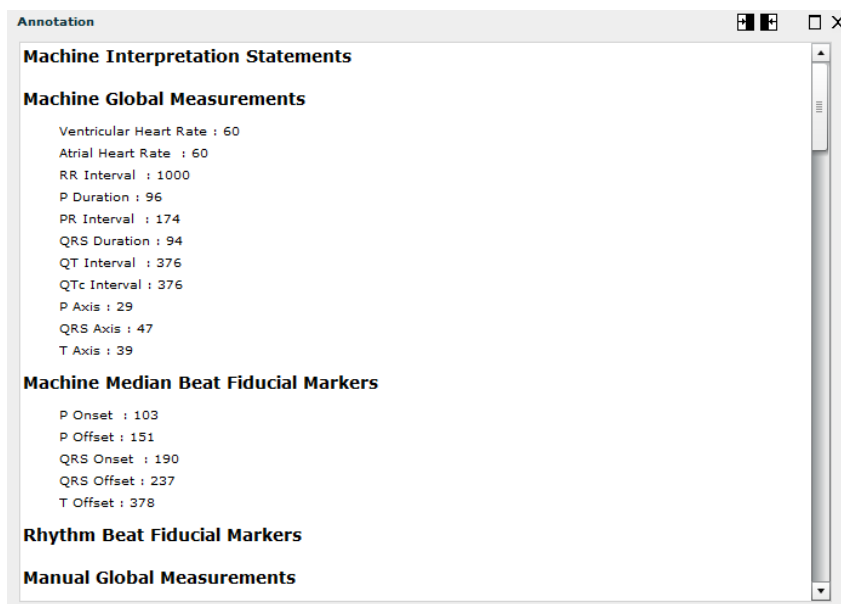 Annotation
Machine Interpretation Statements
Machine Global Measurements
Ventricular Heart Rate : 60
Atrial Heart Rate  : 60
RR Interval  : 1000
P Duration : 96
PR Interval  : 174
QRS Duration : 94
QT Interval  : 376
QTc Interval : 376
P Axis : 29
QRS Axis : 47
T Axis : 39
Machine Median Beat Fiducial Markers
P Onset  : 103
P Offset : 151
QRS Onset  : 190
QRS Offset : 237
T Offset : 378
Rhythm Beat Fiducial Markers
Manual Global Measurements